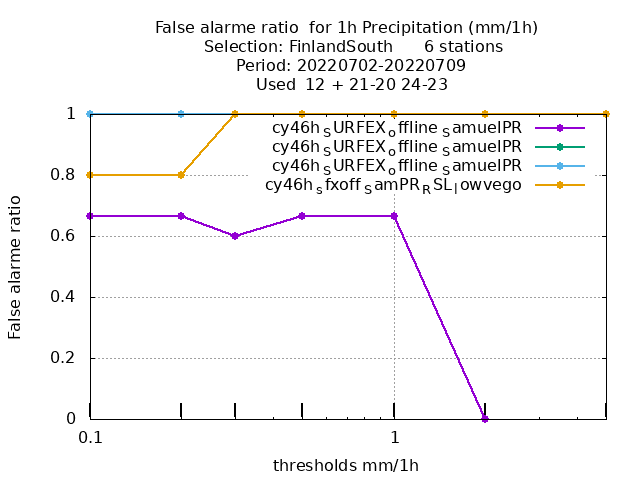 False alarme ratio  for 1h Precipitation (mm/1h)
Selection: FinlandSouth      6 stations
Period: 20220702-20220709
Used  12 + 21-20 24-23
1
0.8
0.6
0.4
0.2
0
False alarme ratio
cy46h_SURFEX_offline_SamuelPR
cy46h_SURFEX_offline_SamuelPR
cy46h_SURFEX_offline_SamuelPR
cy46h_sfxoff_samPR_RSL_lowvego
0.1
1
thresholds mm/1h